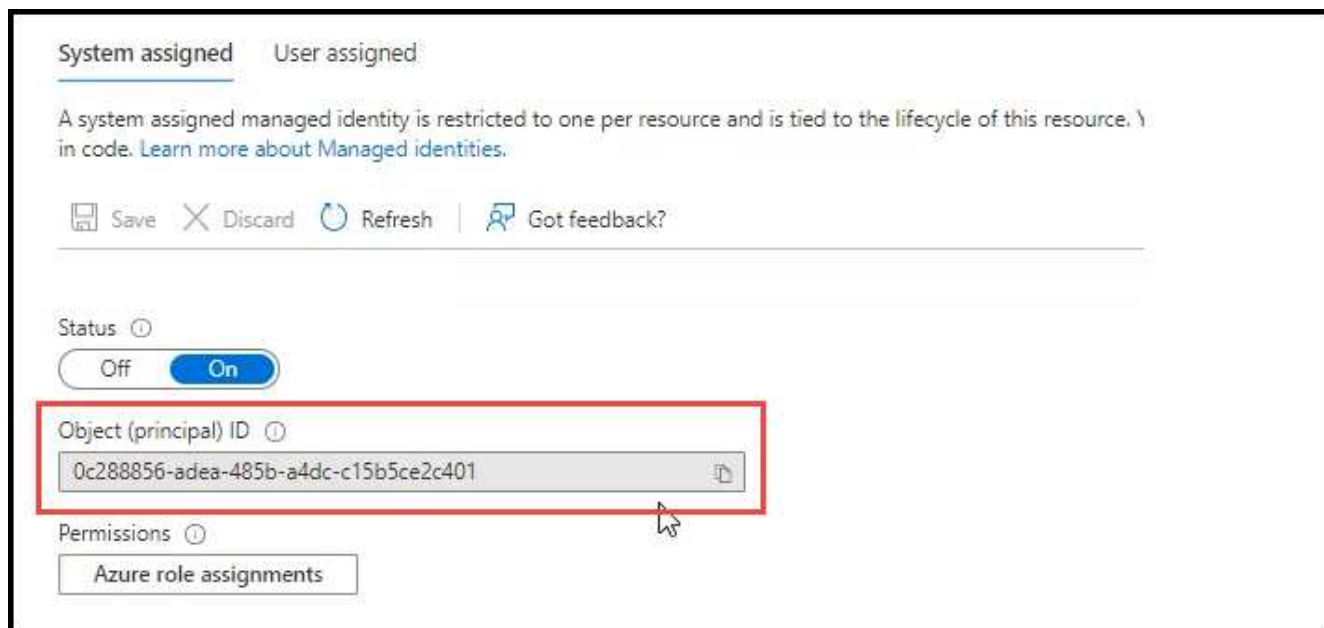 System assigned User assigned
A system assigned managed identity is restricted to one per resource and is tied to the lifecycle of this resource.
in code. Learn more about Managed identities.
Save Discard Refresh Got feedback?
Status
Off On
Object (principal) ID
0c288856-adea-485b-a4dc-c15b5ce2c401
Permissions
Azure role assignments